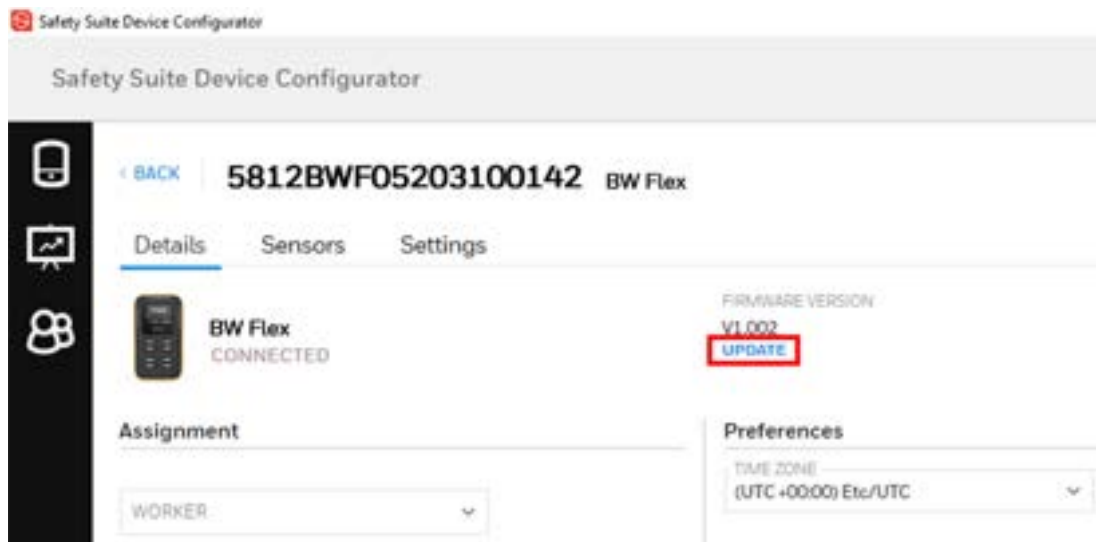 Safety Suite Device Configurator
Safety Suite Device Configurator
< BACK 5812BWF05203100142 BW Flex
Details Sensors Settings
BW Flex
CONNECTED
FIRMWARE VERSION
V1.002
UPDATE
Assignment
WORKER
Preferences
TIME ZONE
(UTC +00:00) Etc/UTC